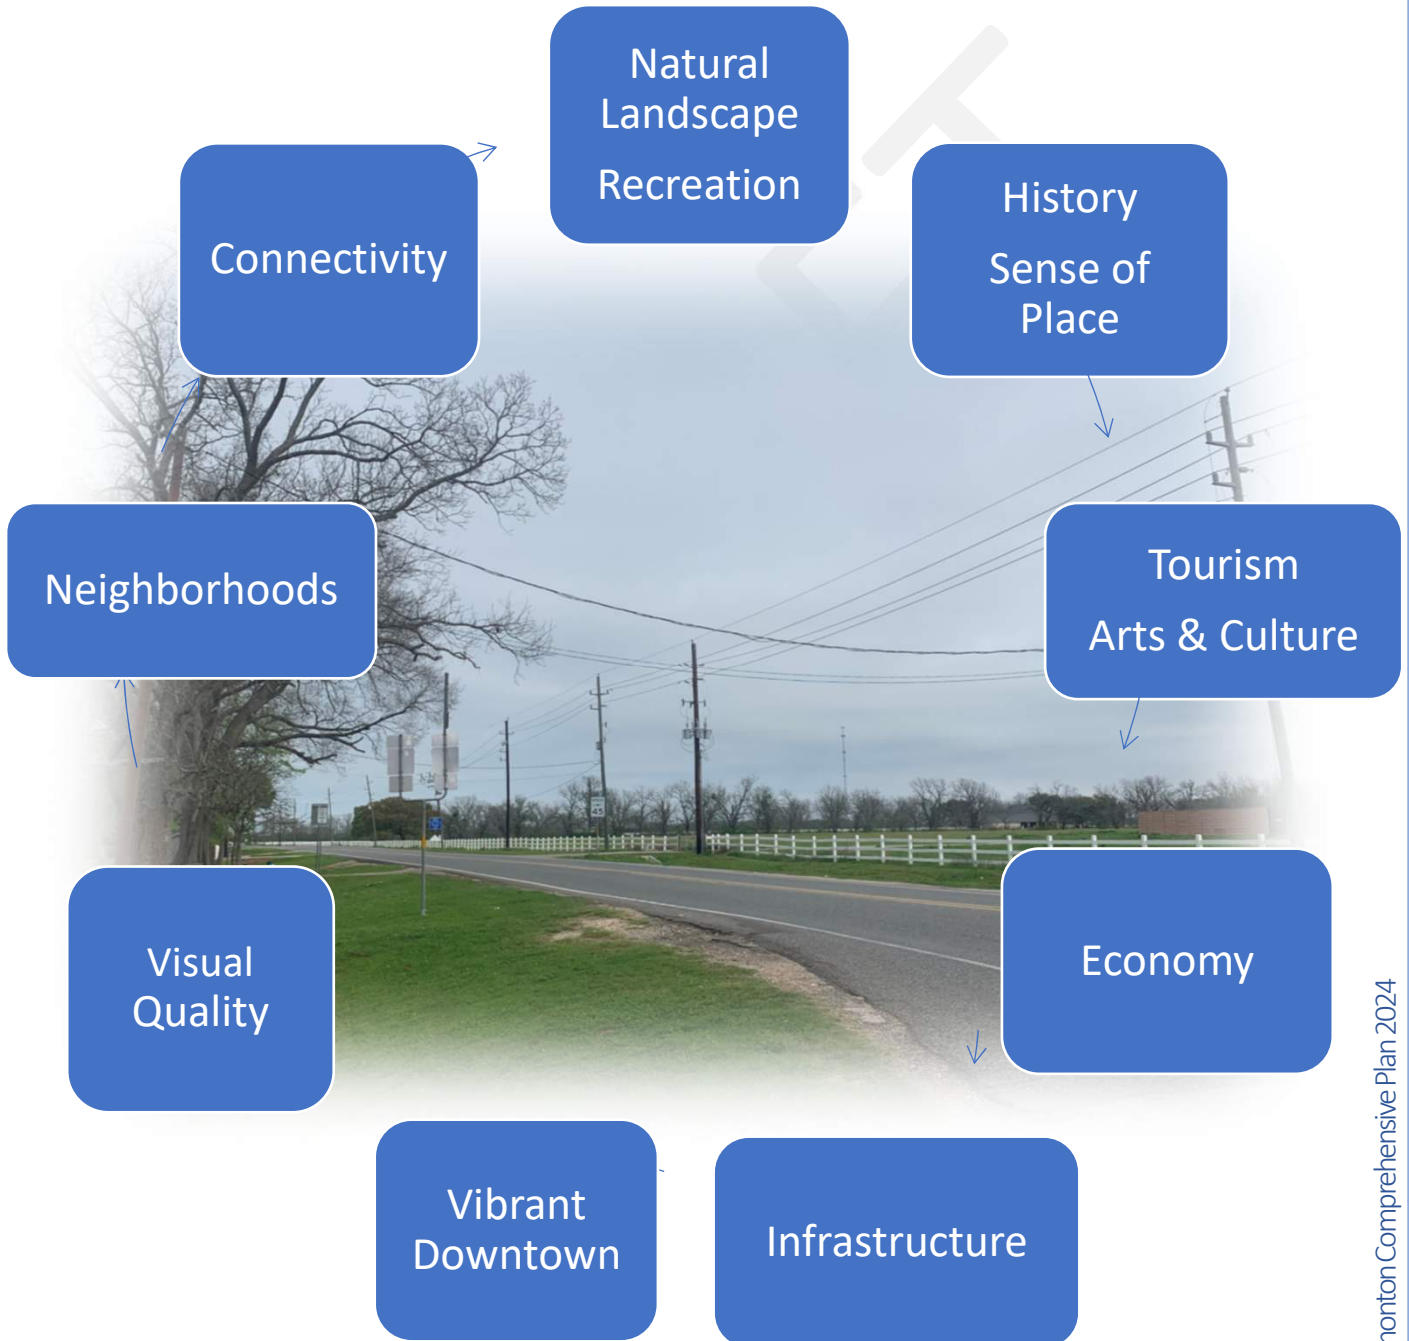 Natural
Landscape
Recreation
History
Sense of
Place
Connectivity
Tourism
Arts & Culture
Neighborhoods
45
Economy
Visual
Quality
Vibrant
Downtown
Infrastructure
Comprehensive Plan 2024